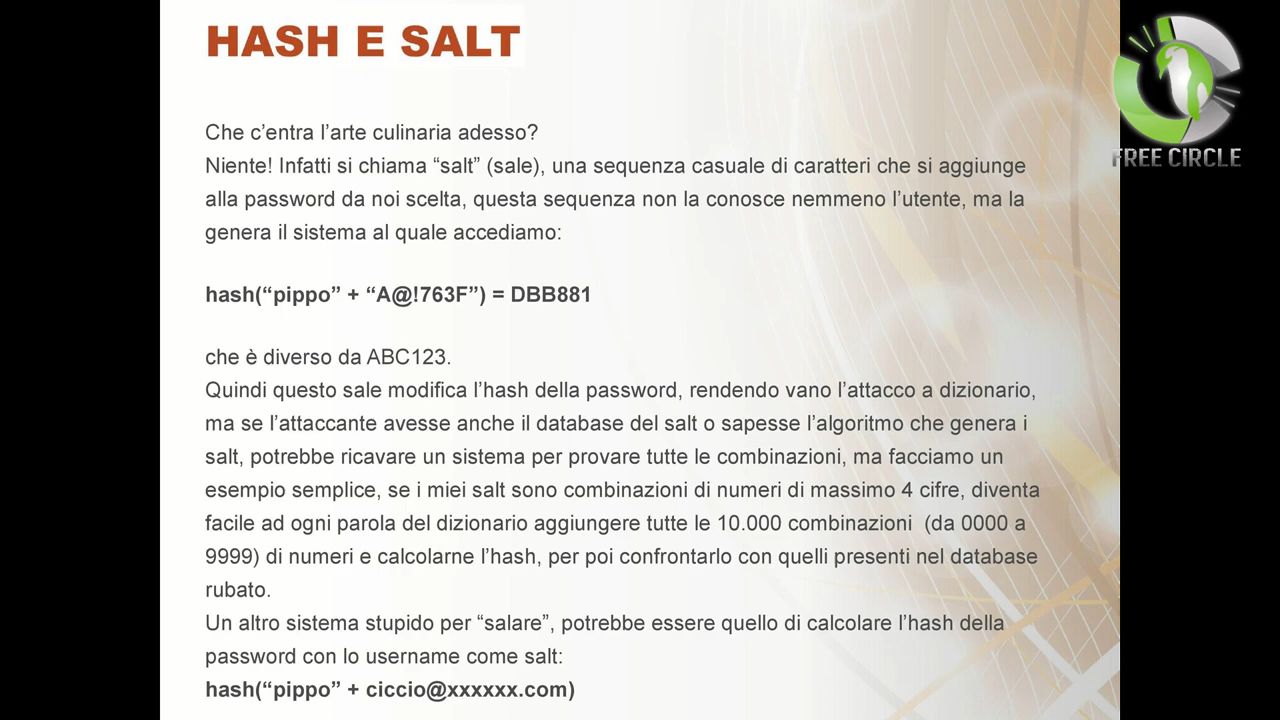 HASH E SALT
Che c’entra l’arte culinaria adesso?
Niente! Infatti si chiama “salt” (sale), una sequenza casuale di caratteri che si aggiunge
alla password da noi scelta, questa sequenza non la conosce nemmeno l’utente, ma la
genera il sistema al quale accediamo:
hash(“pippo” + “A@!763F”) = DBB881
che è diverso da ABC123.
Quindi questo sale modifica l’hash della password, rendendo vano l’attacco a dizionario,
ma se l’attaccante avesse anche il database del salt o sapesse l’algoritmo che genera i
salt, potrebbe ricavare un sistema per provare tutte le combinazioni, ma facciamo un
esempio semplice, se i miei salt sono combinazioni di numeri di massimo 4 cifre, diventa
facile ad ogni parola del dizionario aggiungere tutte le 10.000 combinazioni (da 0000 a
9999) di numeri e calcolarne l’hash, per poi confrontarlo con quelli presenti nel database
rubato.
Un altro sistema stupido per “salare”, potrebbe essere quello di calcolare l’hash della
password con lo username come salt:
hash(“pippo” + ciccio@xxxxxx.com)
FREE CIRCLE